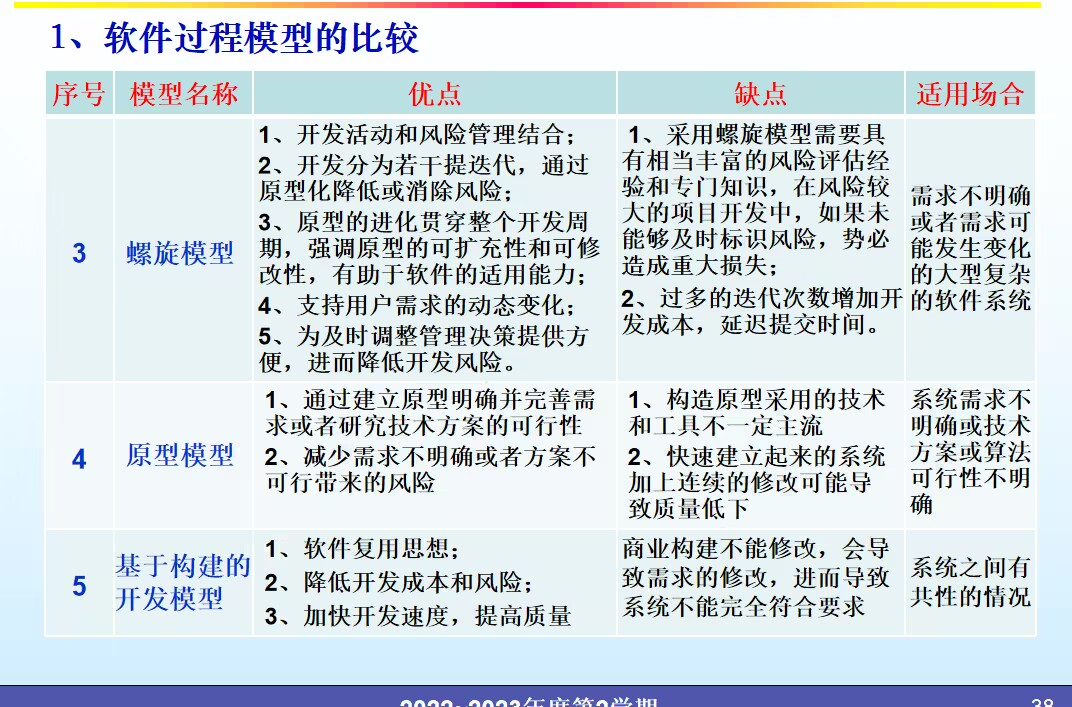 1、软件过程模型的比较
序号 模型名称 优点 缺点 适用场合
3
螺旋模型
1、开发活动和风险管理结合；
2、开发分为若干提迭代，通过
原型化降低或消除风险；
3、原型的进化贯穿整个开发周
期，强调原型的可扩充性和可修
改性，有助于软件的适用能力；
4、支持用户需求的动态变化；
5、为及时调整管理决策提供方
便，进而降低开发风险。
1、采用螺旋模型需要具
有相当丰富的风险评估经
验和专门知识，在风险较
大的项目开发中，如果未
能够及时标识风险，势必
造成重大损失；
2、过多的迭代次数增加开
发成本，延迟提交时间。
需求不明确
或者需求可
能发生变化
的大型复杂
的软件系统
4
原型模型
1、通过建立原型明确并完善需
求或者研究技术方案的可行性
2、减少需求不明确或者方案不
可行带来的风险
1、构造原型采用的技术
和工具不一定主流
2、快速建立起来的系统
加上连续的修改可能导
致质量低下
系统需求不
明确或技术
方案或算法
可行性不明
确
5
基于构建的
开发模型
1、软件复用思想；
2、降低开发成本和风险；
3、加快开发速度，提高质量
商业构建不能修改，会导
致需求的修改，进而导致
系统不能完全符合要求
系统之间有
共性的情况
2022~2023年度第2学期
38